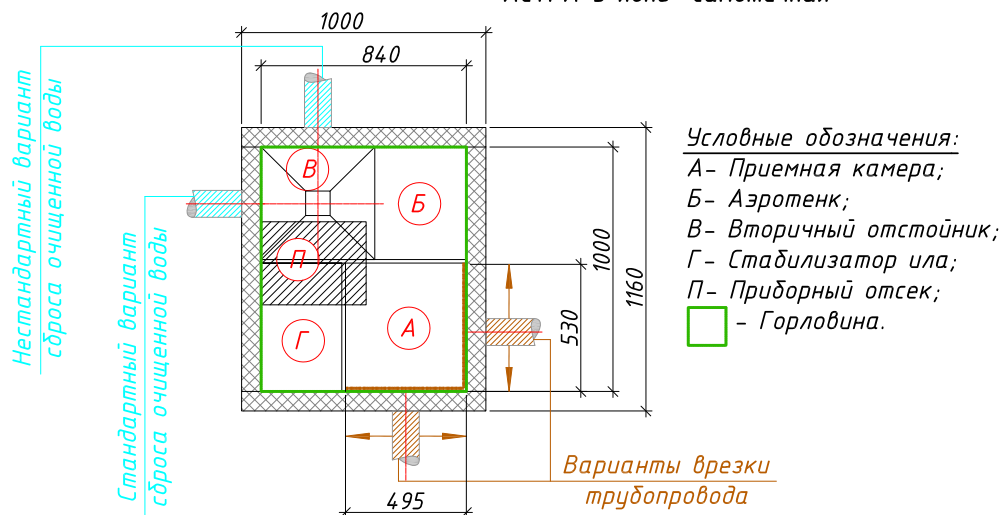 1000
840
Условные обозначения:
А- Приемная камера;
Б- Аэротенк;
В- Вторичный отстойник;
Г- Стабилизатор ила;
П- Приборный отсек;
- Горловина.
Нестандартный вариант
сброса очищенной воды
Стандартный вариант
сброса очищенной воды
В
Б
П
Г
А
1000
1160
530
495
Варианты врезки
трубопровода